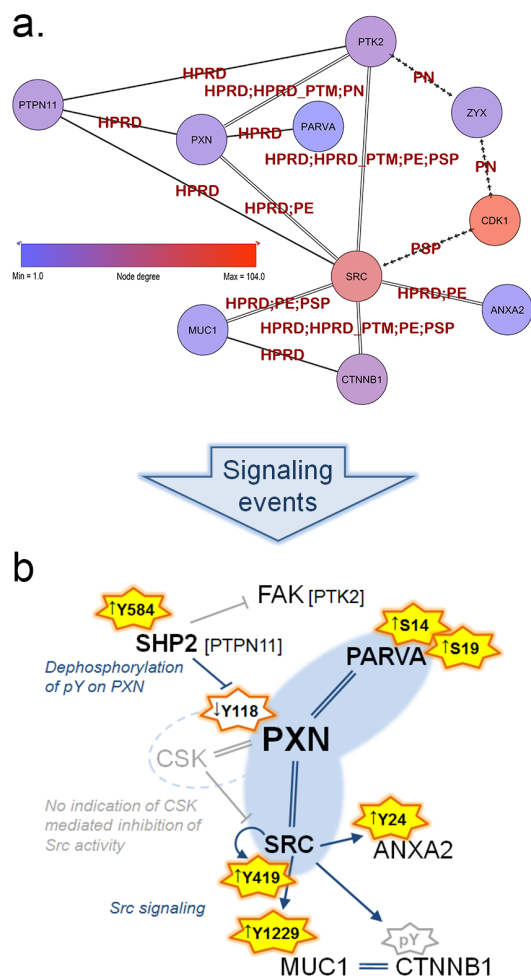 a.
PTK2
HPRD
PN
HPRD;HPRD_PTM;PN
PTPN11
ZYX
HPRD
PXN
HPRD
PARVA
HPRD;HPRD_PTM;PE;PSP
PN
HPRD
HPRD;PE
CDK1
PSP
Min = 1.0
Node degree
Max = 104.0
SRC
HPRD;PE
HPRD;PE;PSP
ANXA2
MUC1
HPRD;HPRD_PTM;PE;PSP
HPRD
CTNNB1
Signaling
events
b
↑Y584
FAK [PTK2]
↑S14
SHP2 [PTPN11]
↑S19
PARVA
Dephosphorylation
of pY on PXN
↓Y118
PXN
CSK
No indication of CSK
mediated inhibition of
Src activity
↑Y24
SRC
ANXA2
↑Y419
Src signaling
↑Y1229
pY
MUC1
CTNNB1